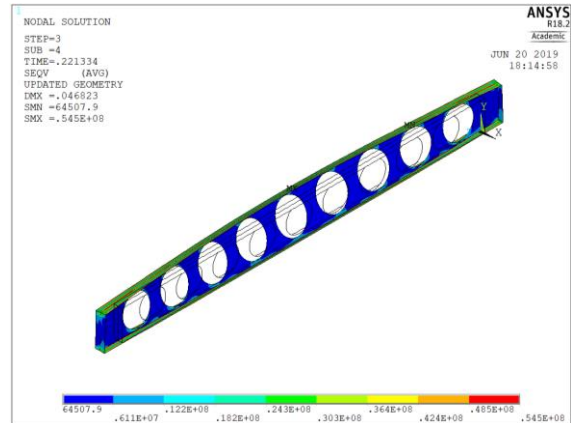 1
NODAL SOLUTION
STEP=3
SUB =4
TIME=.221334
SEQV (AVG)
UPDATED GEOMETRY
DMX =.046823
SMN =64507.9
SMX =.545E+08
ANSYS
R18.2
Academic
JUN 20 2019
18:14:58
Y
X
MN
64507.9 .122E+08 .243E+08 .364E+08 .485E+08
.611E+07 .182E+08 .303E+08 .424E+08 .545E+08